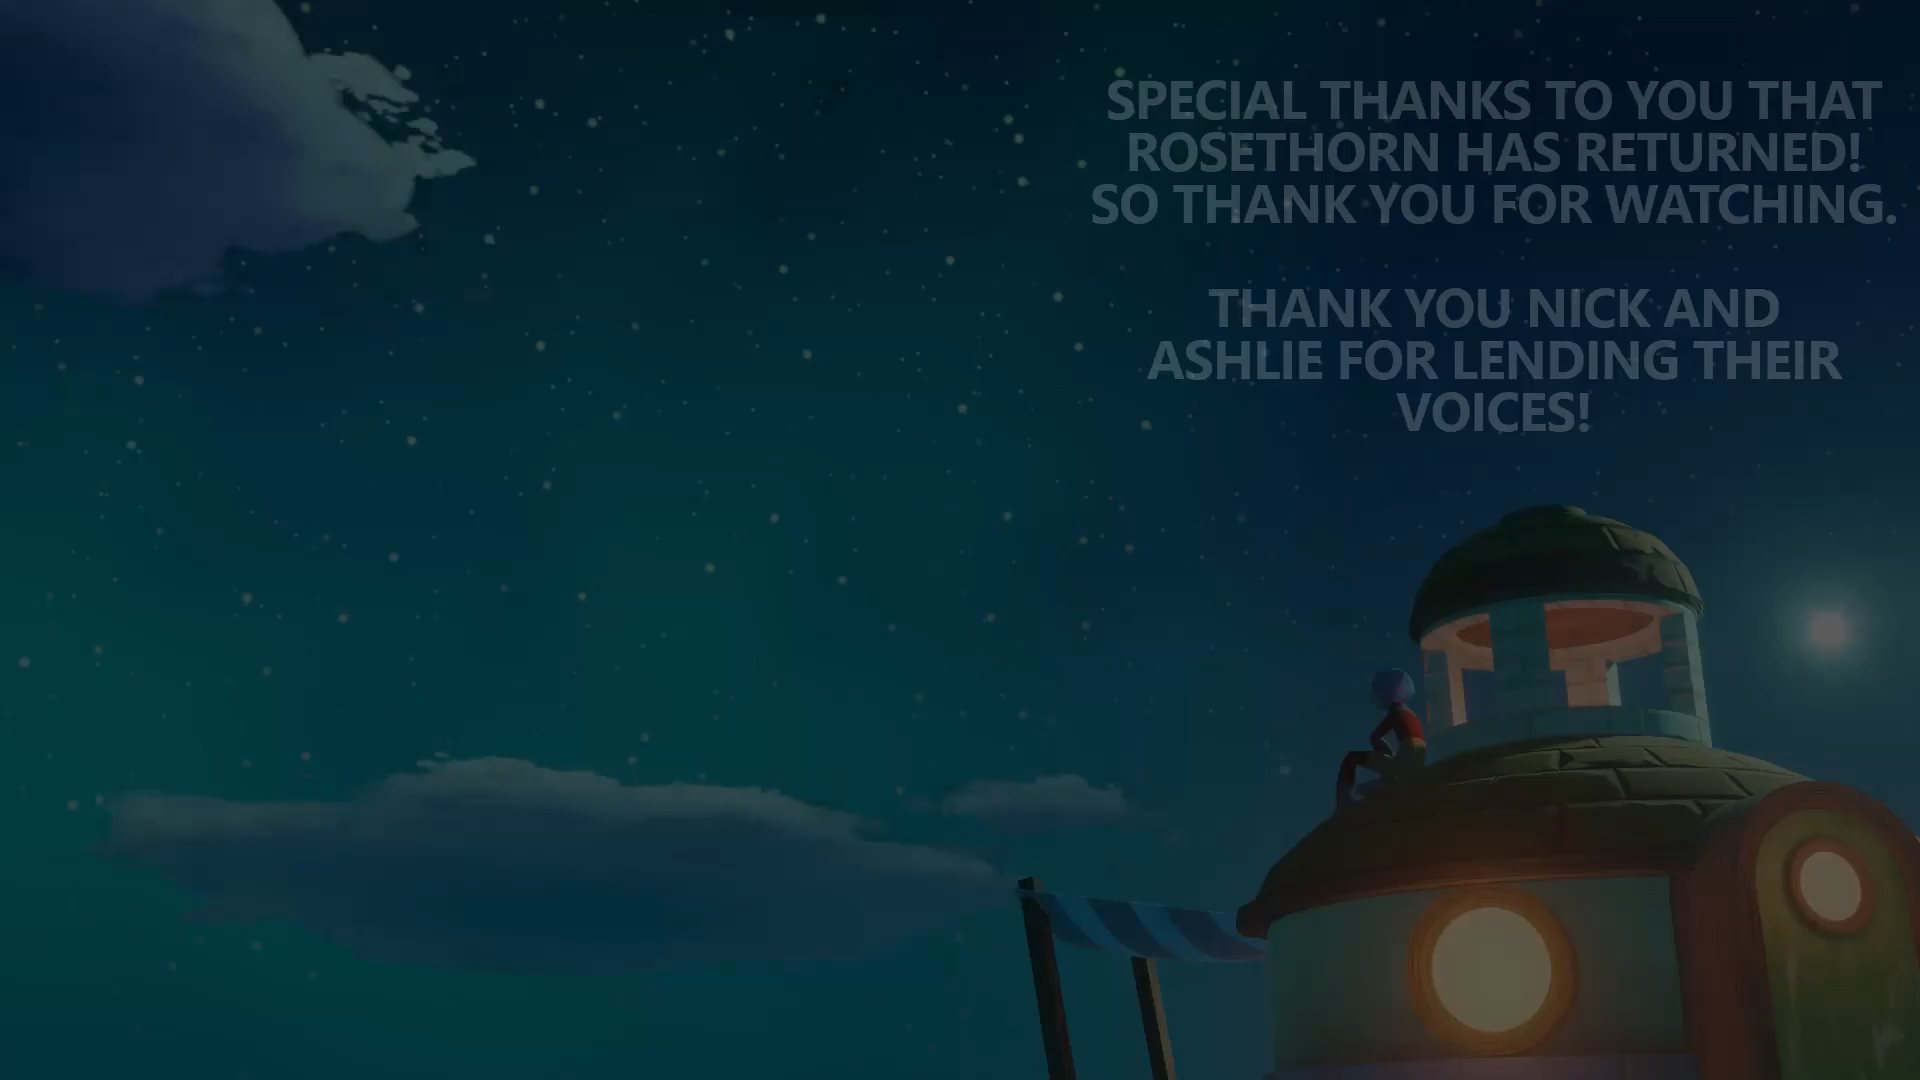 SPECIAL THANKS TO YOU THAT
ROSETHORN HAS RETURNED!
SO THANK YOU FOR WATCHING.
THANK YOU NICK AND
ASHLIE FOR LENDING THEIR
VOICES!